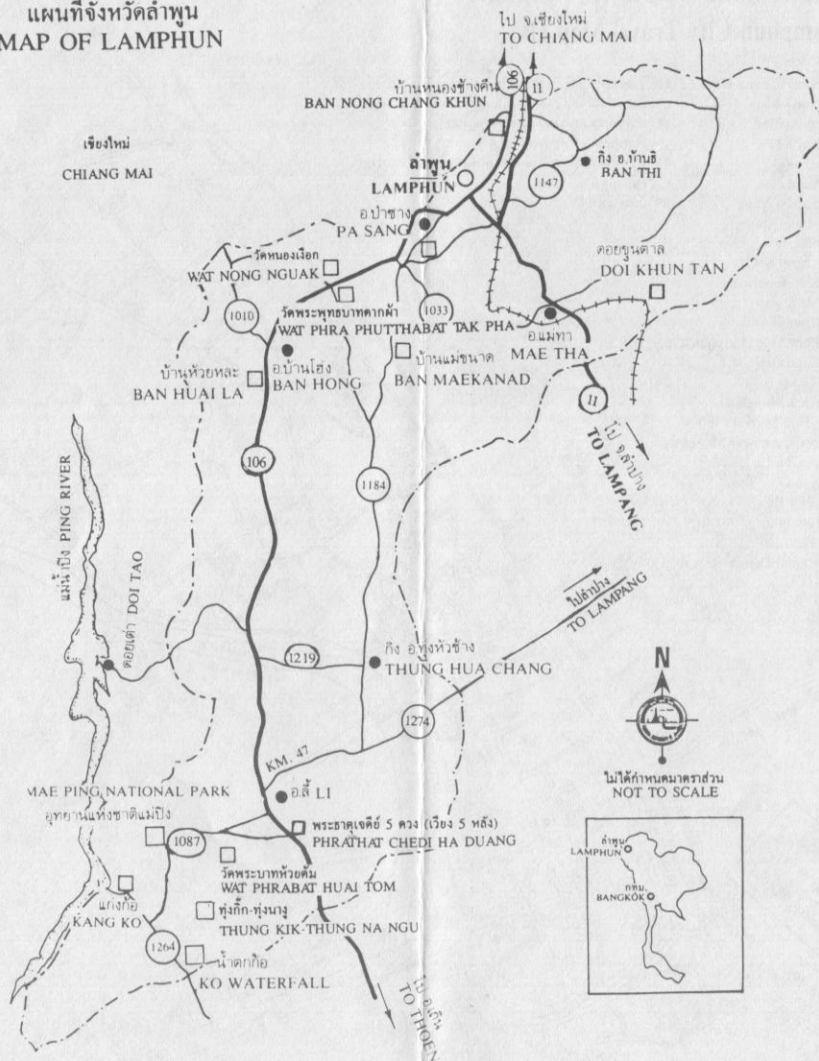 แผนที่จังหวัดลำพูน
MAP OF LAMPHUN
ไป จ.เชียงใหม่
TO CHIANG MAI
106
11
บ้านหนองช้างคืน
BAN NONG CHANG KHUN
เชียงใหม่
CHIANG MAI
กิ่ง อ.บ้านธิ
BAN THI
ลำพูน
LAMPHUN
1147
อ.ป่าซาง
PA SANG
ดอยขุนตาล
DOI KHUN TAN
วัดหนองเงือก
WAT NONG NGUAK
1010
วัดพระพุทธบาทตากผ้า
WAT PHRA PHUTTHABAT TAK PHA
1033
อ.แม่ทา
MAE THA
บ้านห้วยหละ
BAN HUAI LA
อ.บ้านโฮ่ง
BAN HONG
บ้านแม่ขนาด
BAN MAEKANAD
11
ไป จ.ลำปาง
TO LAMPANG
106
1184
แม่น้ำปิง PING RIVER
ดอยเต่า DOI TAO
ไปลำปาง
TO LAMPANG
1219
กิ่ง อ.ทุ่งหัวช้าง
THUNG HUA CHANG
N
1274
KM. 47
ไม่ได้กำหนดมาตราส่วน
NOT TO SCALE
MAE PING NATIONAL PARK
อุทยานแห่งชาติแม่ปิง
อ.ลี้ LI
1087
พระธาตุเจดีย์ 5 ดวง (เวียง 5 หลัง)
PHRATHAT CHEDI HA DUANG
วัดพระบาทห้วยต้ม
WAT PHRABAT HUAI TOM
แก่งก้อ
KANG KO
ทุ่งกิ๊ก-ทุ่งนางู
THUNG KIK-THUNG NA NGU
1264
น้ำตกก้อ
KO WATERFALL
ไป อ.เถิน
TO THOEN
ลำพูน
LAMPHUN
กทม.
BANGKOK